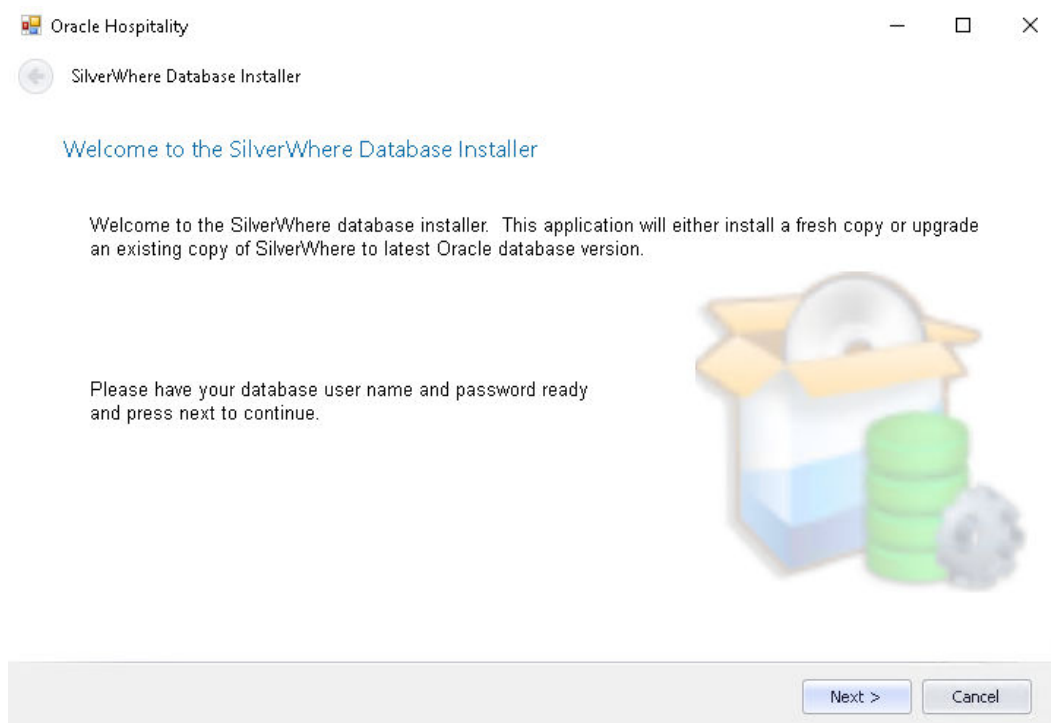 Oracle Hospitality
SilverWhere Database Installer
Welcome to the SilverWhere Database Installer
Welcome to the SilverWhere database installer.  This application will either install a fresh copy or upgrade
an existing copy of SilverWhere to latest Oracle database version.
Please have your database user name and password ready
and press next to continue.
Next >
Cancel